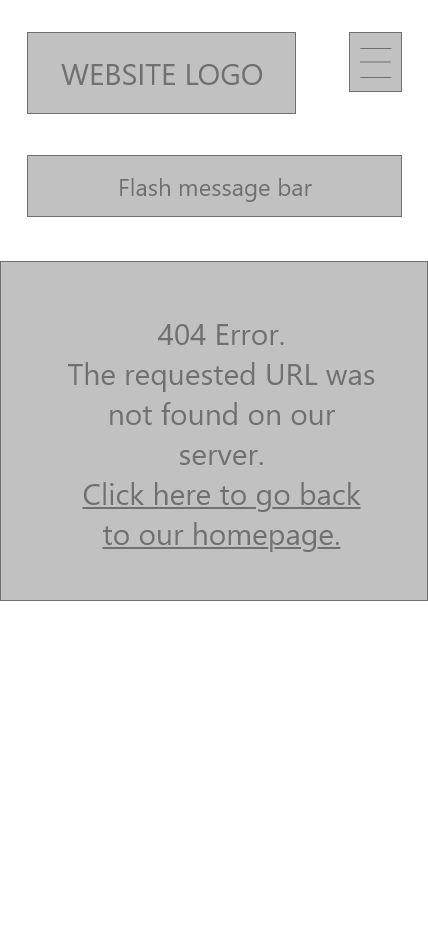 WEBSITE LOGO
Flash message bar
404 Error.
The requested URL was
not found on our
server.
Click here to go back
to our homepage.